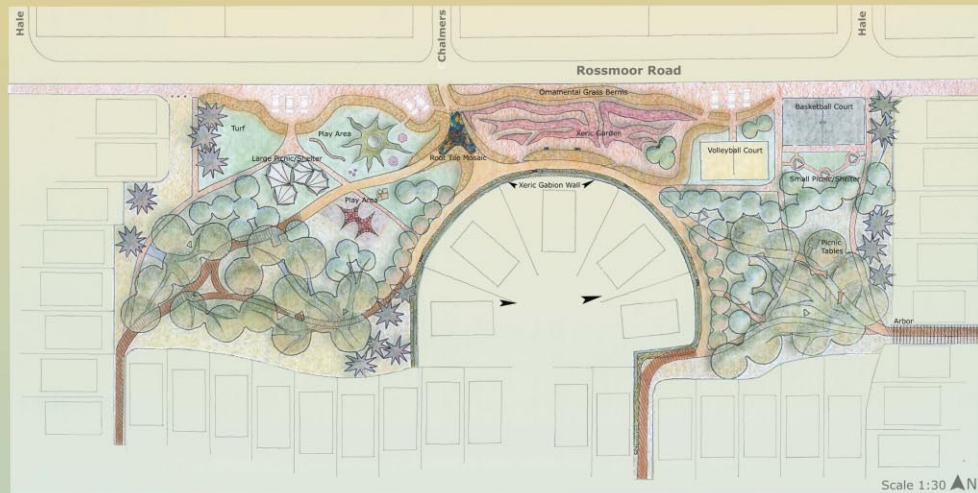 Hale
Chalmers
Hale
Rossmoor Road
Ornamental Grass Berms
Basketball Court
Turf
Play Area
Xeric Garden
Volleyball Court
Root Tile Mosaic
Large Picnic/Shelter
Small Picnic/Shelter
Xeric Gabion Wall
Play Area
Picnic
Tables
Arbor
Scale 1:30 N